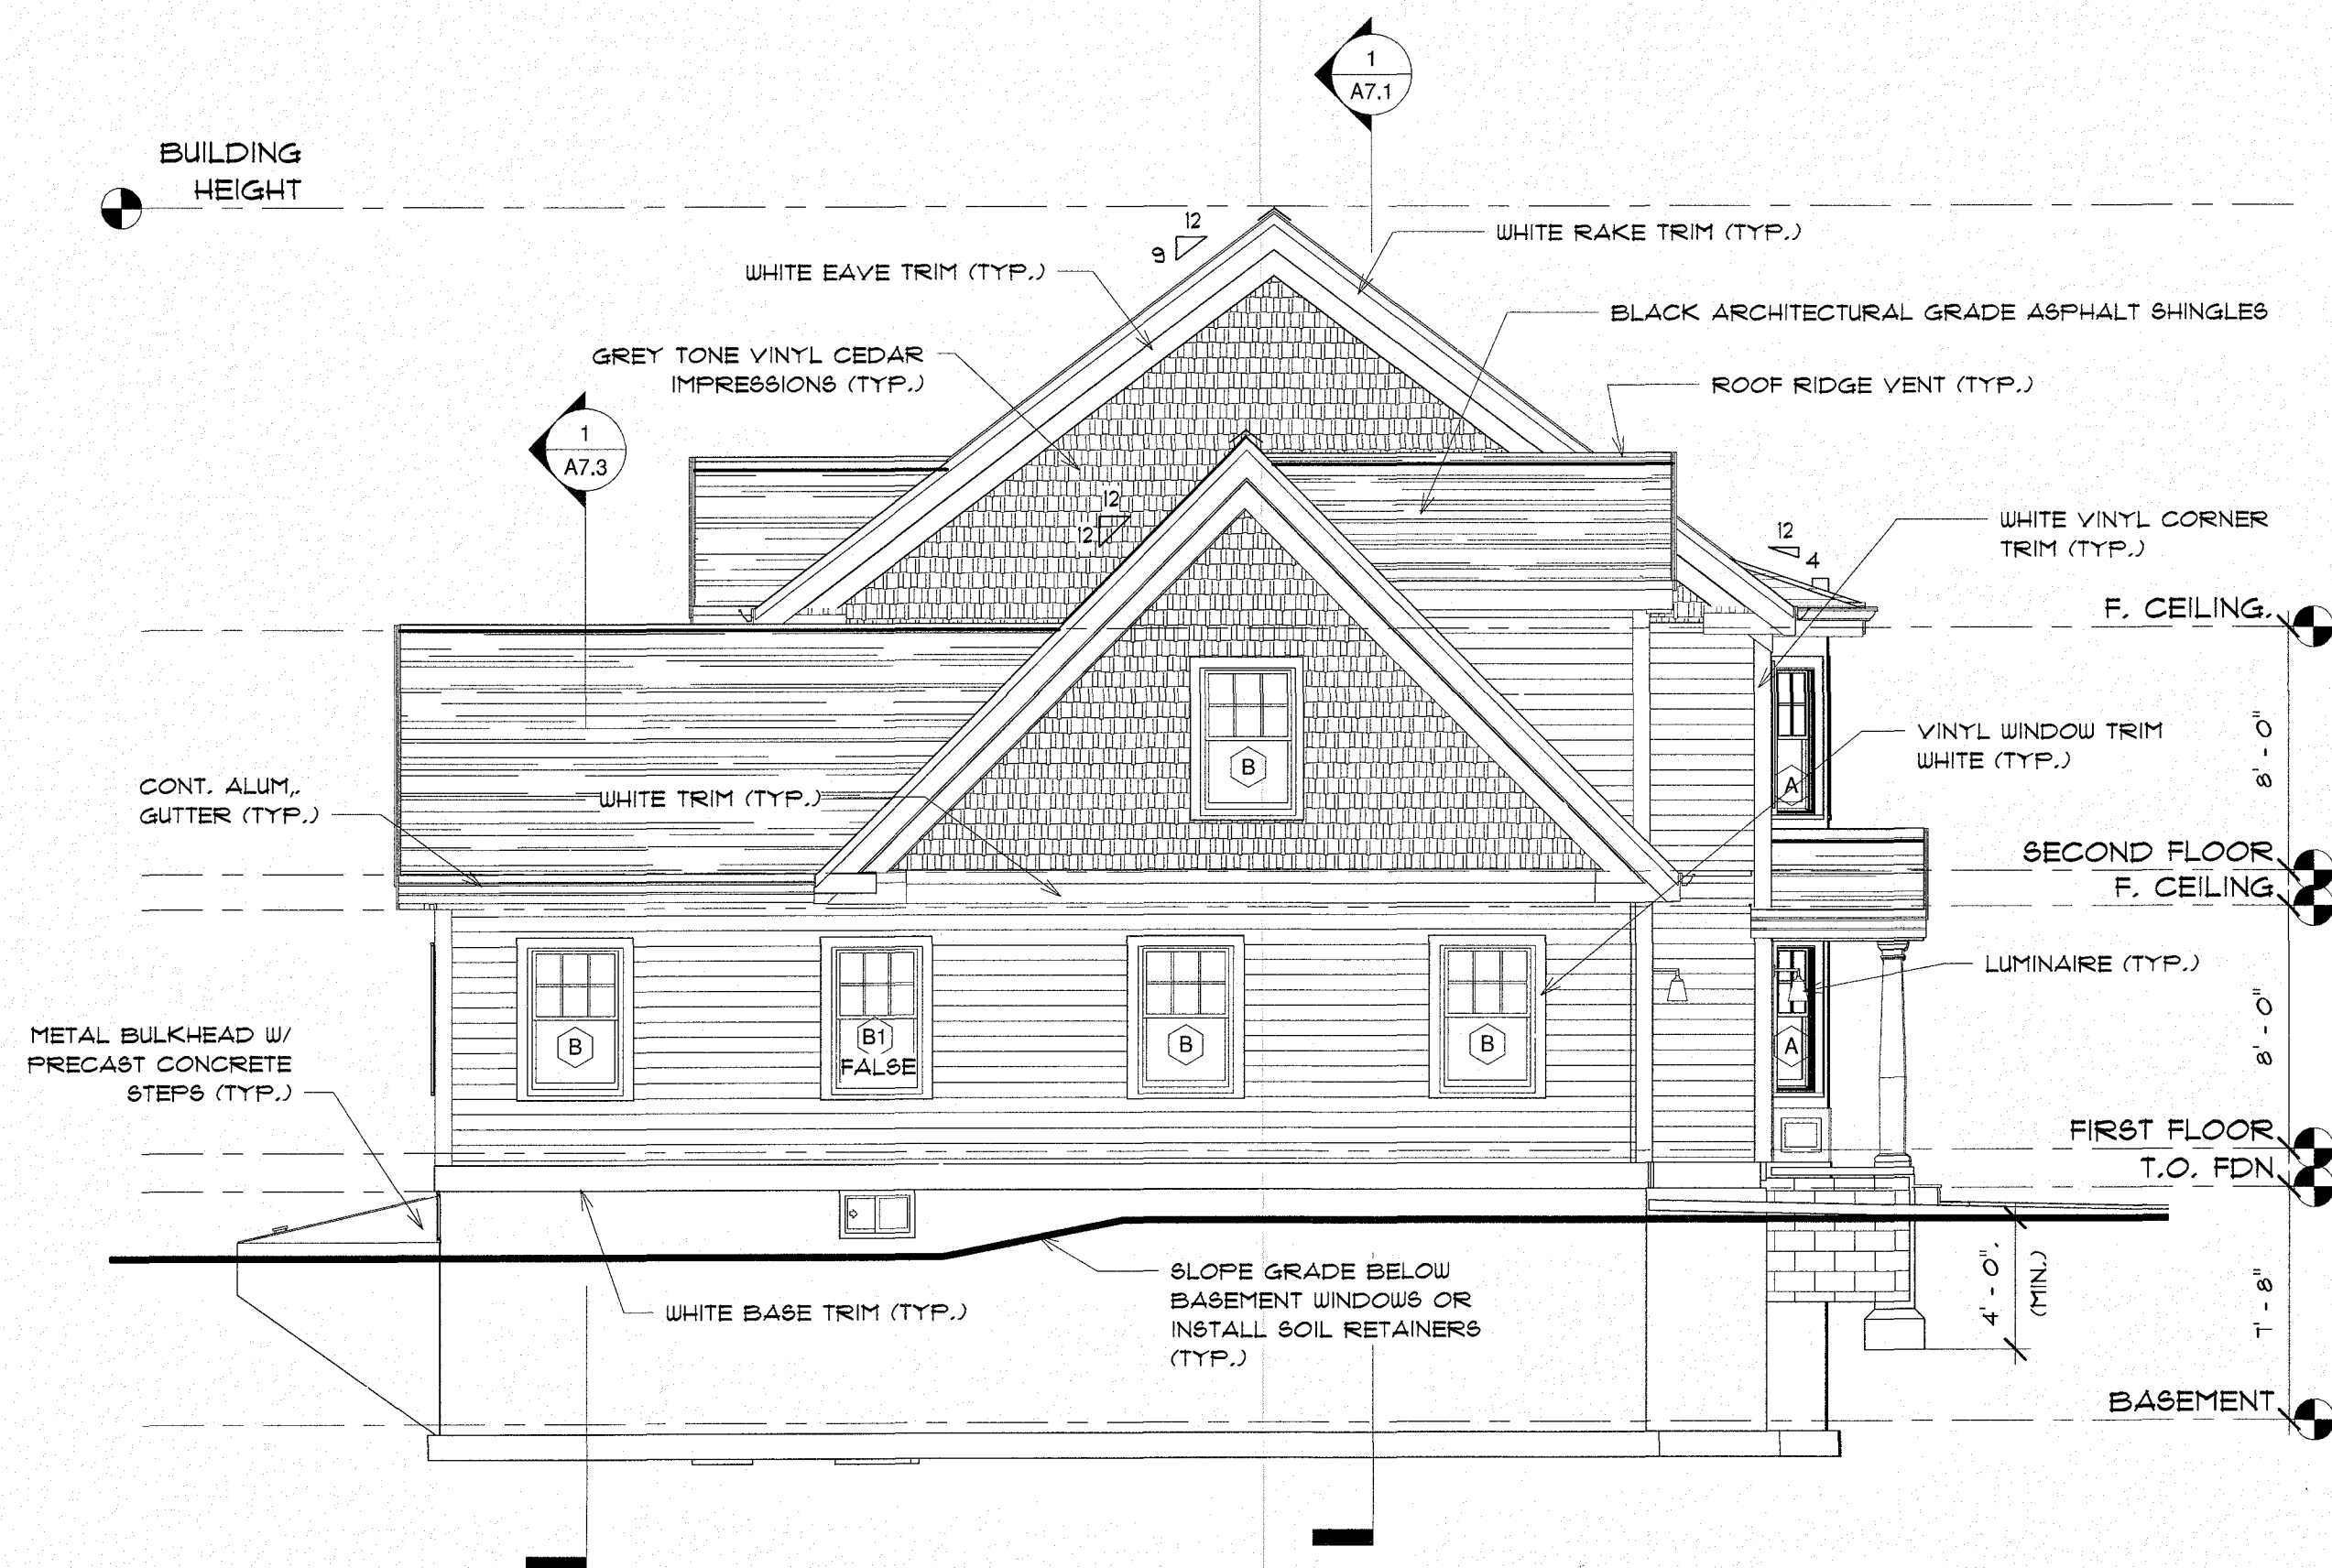 1
A7.1
BUILDING
HEIGHT
12
9
WHITE RAKE TRIM (TYP.)
WHITE EAVE TRIM (TYP.)
BLACK ARCHITECTURAL GRADE ASPHALT SHINGLES
GREY TONE VINYL CEDAR
IMPRESSIONS (TYP.)
ROOF RIDGE VENT (TYP.)
1
A7.3
12
12
WHITE VINYL CORNER
TRIM (TYP.)
12
4
F. CEILING.
VINYL WINDOW TRIM
WHITE (TYP.)
8' - 0"
B
A
CONT. ALUM,.
GUTTER (TYP.)
WHITE TRIM (TYP.)
SECOND FLOOR
F. CEILING
LUMINAIRE (TYP.)
8' - 0"
METAL BULKHEAD W/
PRECAST CONCRETE
STEPS (TYP.)
B
B1
FALSE
B
B
A
FIRST FLOOR
T.O. FDN
SLOPE GRADE BELOW
BASEMENT WINDOWS OR
INSTALL SOIL RETAINERS
(TYP.)
WHITE BASE TRIM (TYP.)
4' - 0".
(MIN.)
7' - 8"
BASEMENT